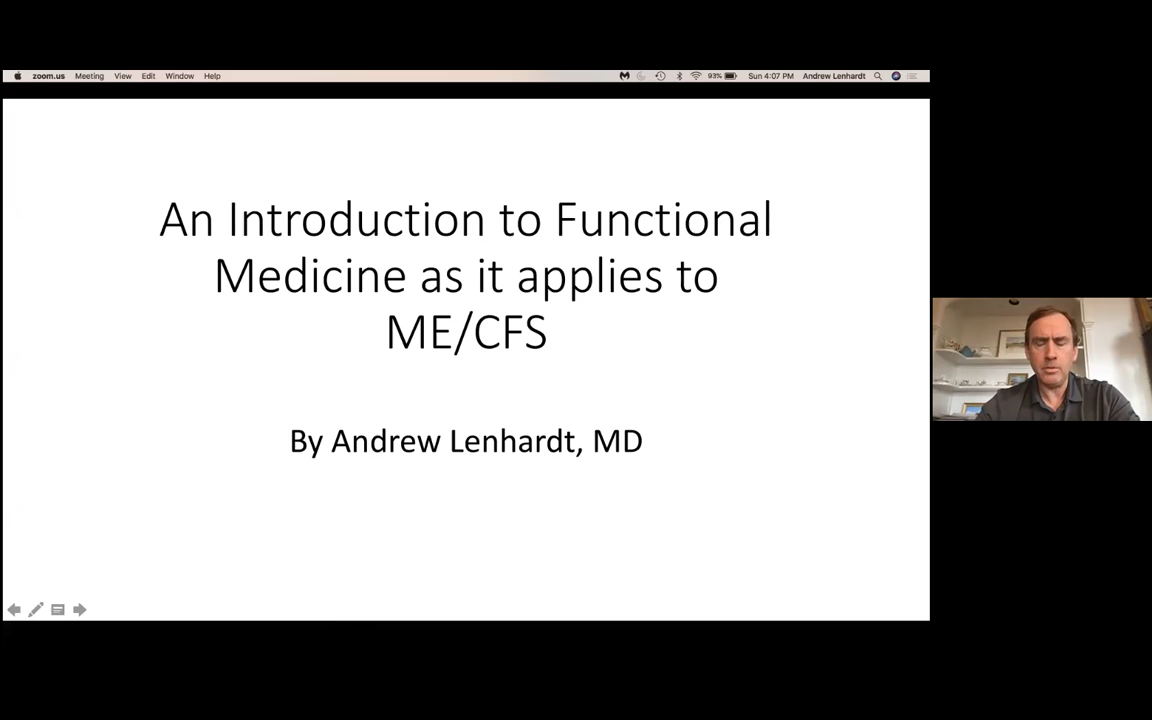 zoom.us Meeting View Edit Window Help 93% Sun 4:07 PM Andrew Lenhardt
An Introduction to Functional
Medicine as it applies to
ME/CFS
By Andrew Lenhardt, MD